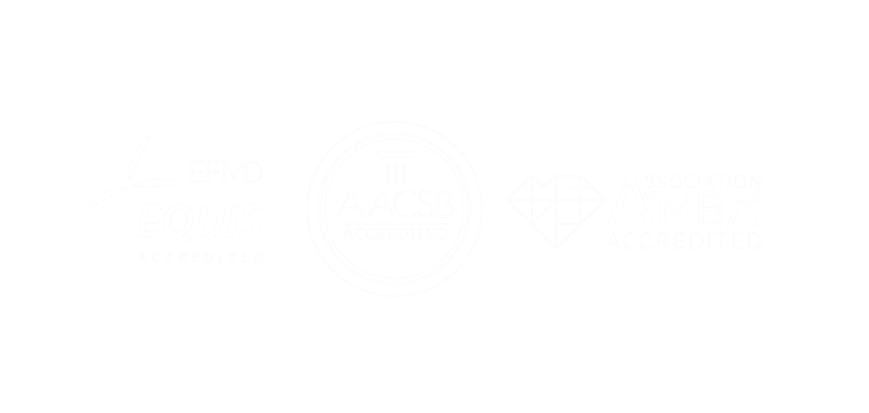 EFMD
EQUIS
ACCREDITED
AACSB
ACCREDITED
ASSOCIATION
AMBA
ACCREDITED